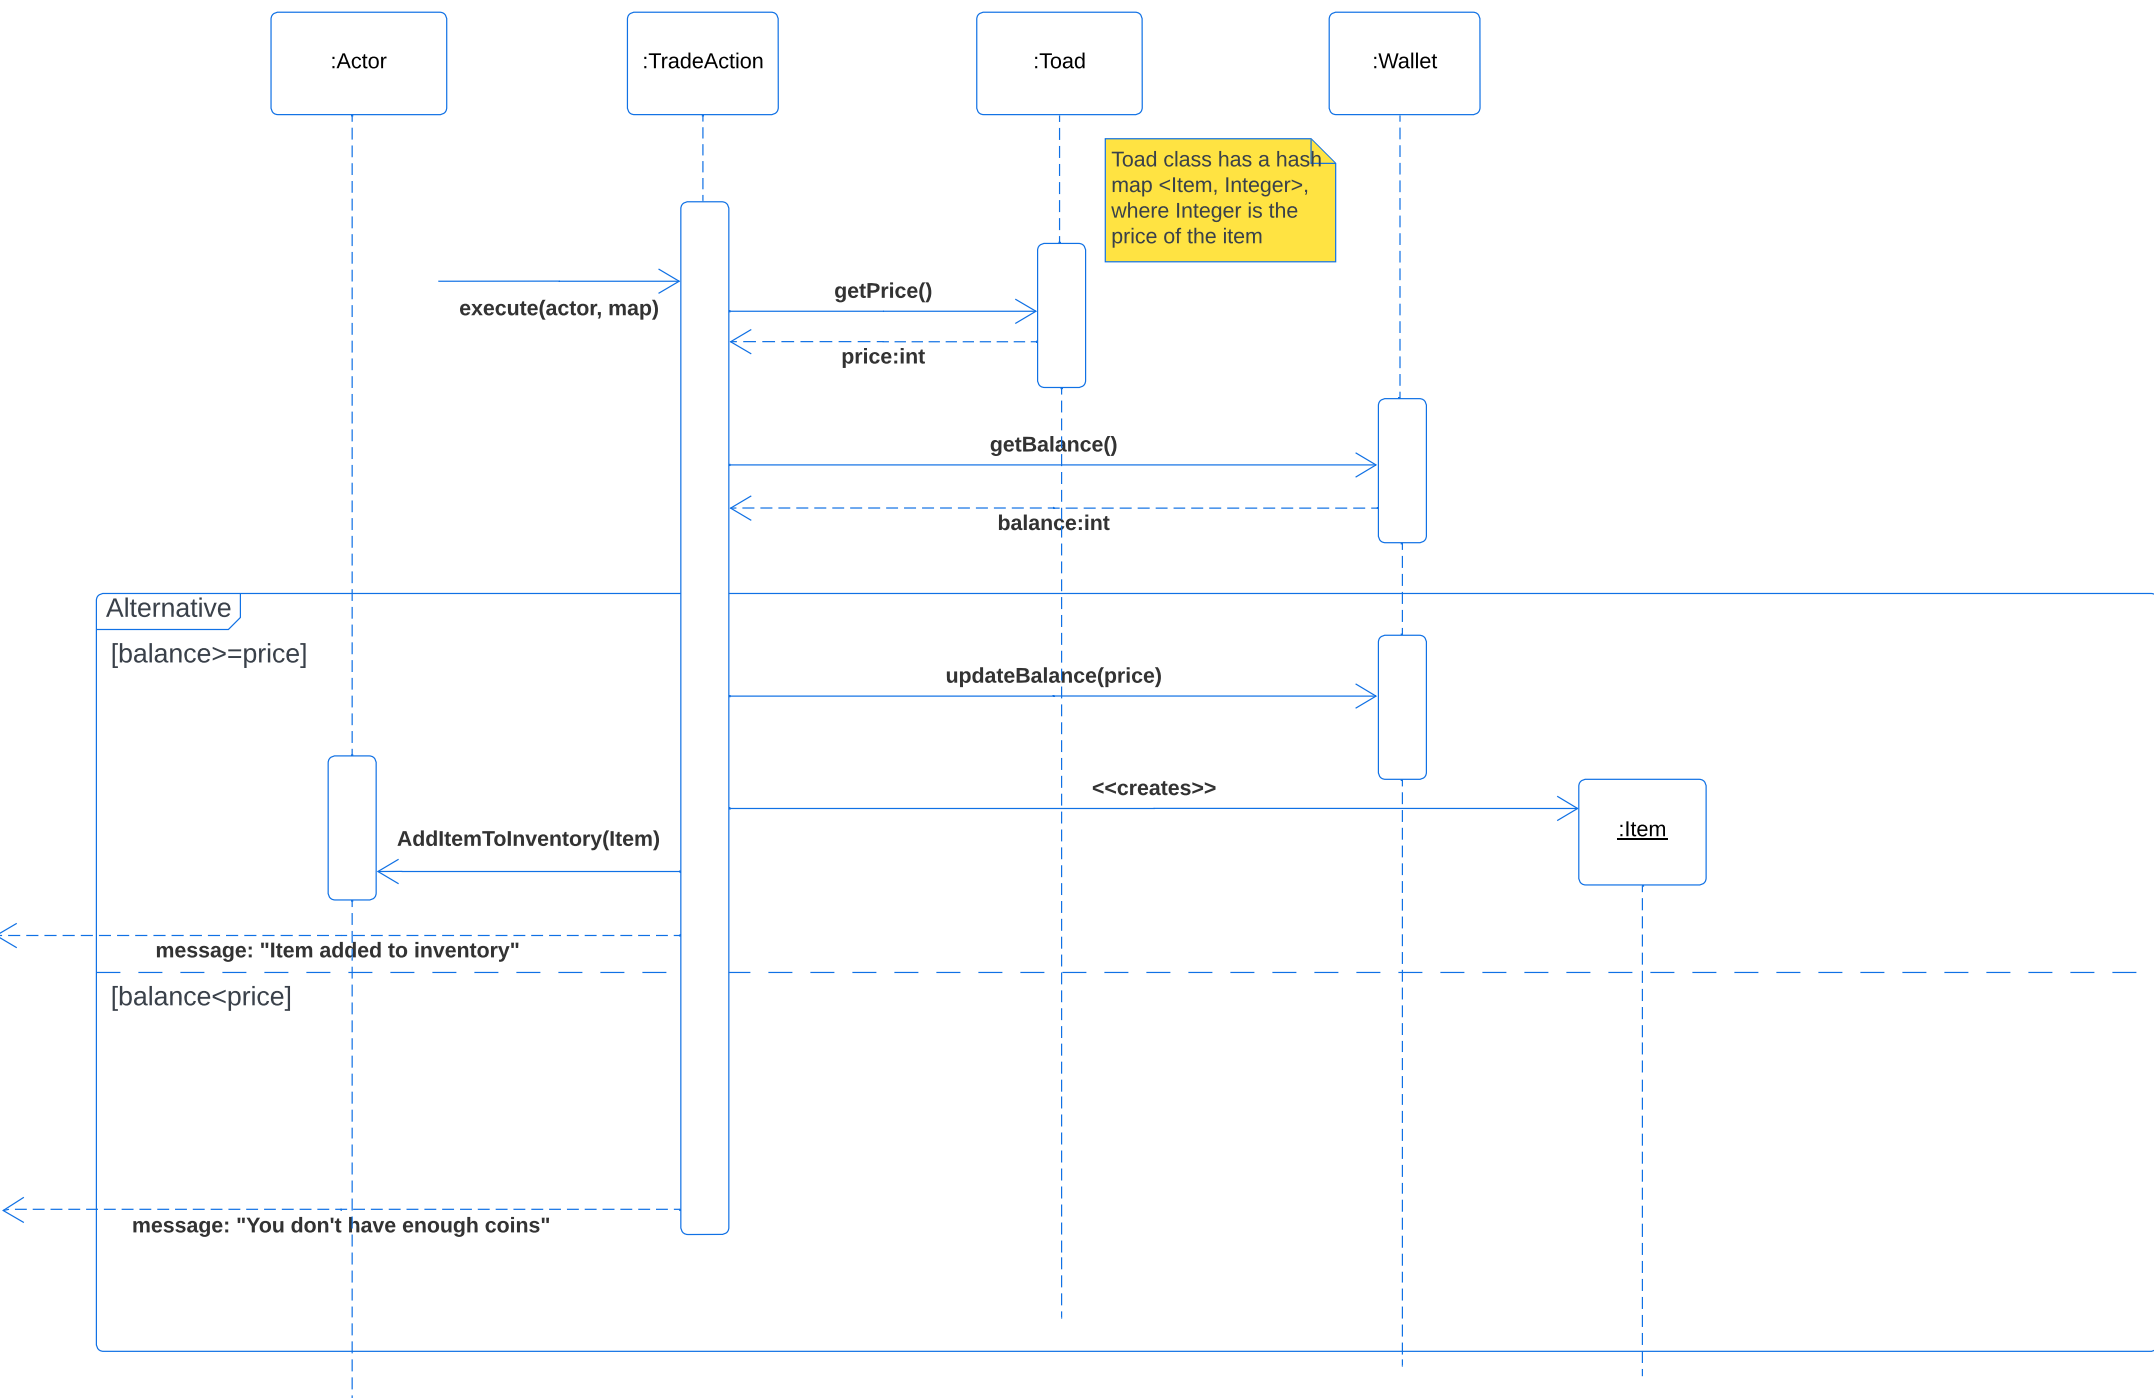 :Actor
:TradeAction
:Toad
:Wallet
Toad class has a hash
map <Item, Integer>,
where Integer is the
price of the item
execute(actor, map)
getPrice()
price:int
getBalance()
balance:int
Alternative
[balance>=price]
updateBalance(price)
<<creates>>
:Item
AddItemToInventory(Item)
message: "Item added to inventory"
[balance<price]
message: "You don't have enough coins"